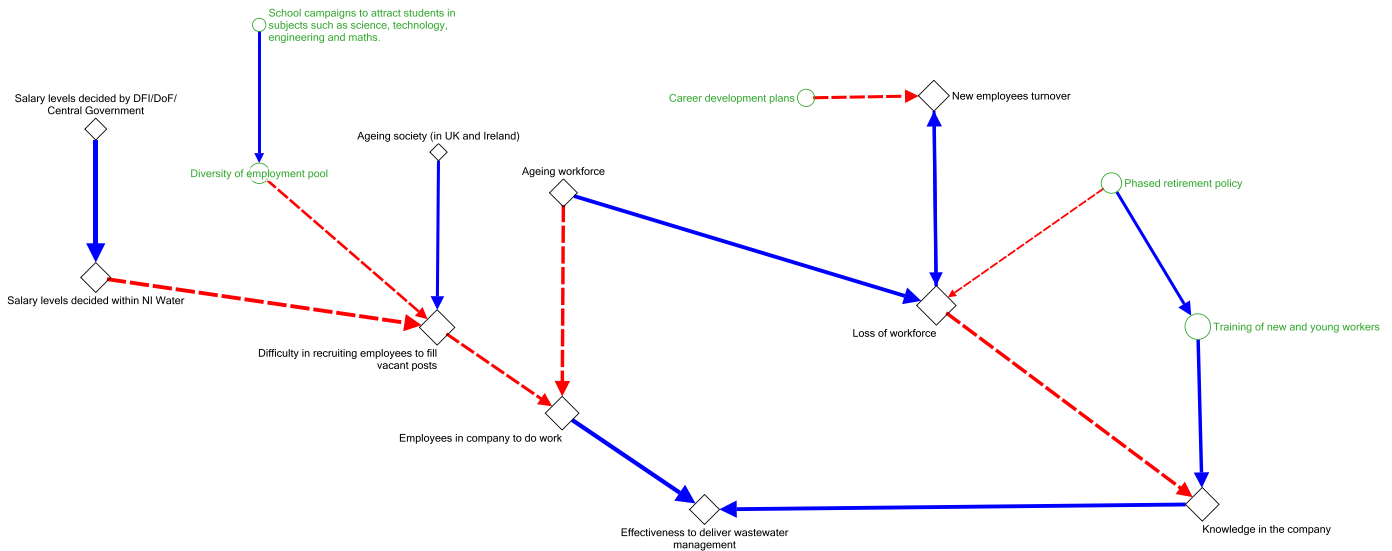 School campaigns to attract students in
subjects such as science, technology,
engineering and maths.
Salary levels decided by DFI/DoF/
Central Government
Career development plans
New employees turnover
Ageing society (in UK and Ireland)
Diversity of employment pool
Ageing workforce
Phased retirement policy
Salary levels decided within NI Water
Training of new and young workers
Loss of workforce
Difficulty in recruiting employees to fill
vacant posts
Employees in company to do work
Effectiveness to deliver wastewater
management
Knowledge in the company